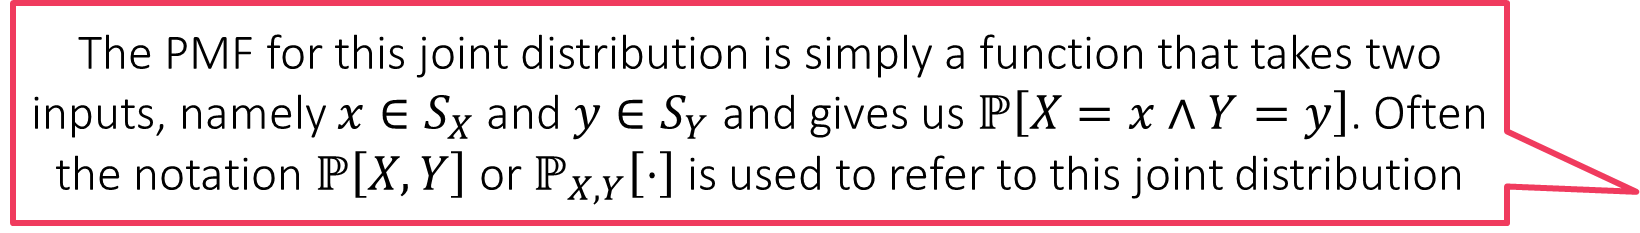 The PMF for this joint distribution is simply a function that takes two
inputs, namely 𝑥 ∈ 𝑆_𝑋 and 𝑦 ∈ 𝑆_𝑌 and gives us ℙ[𝑋 = 𝑥 ∧ 𝑌 = 𝑦]. Often
the notation ℙ[𝑋, 𝑌] or ℙ_{𝑋,𝑌}[⋅] is used to refer to this joint distribution